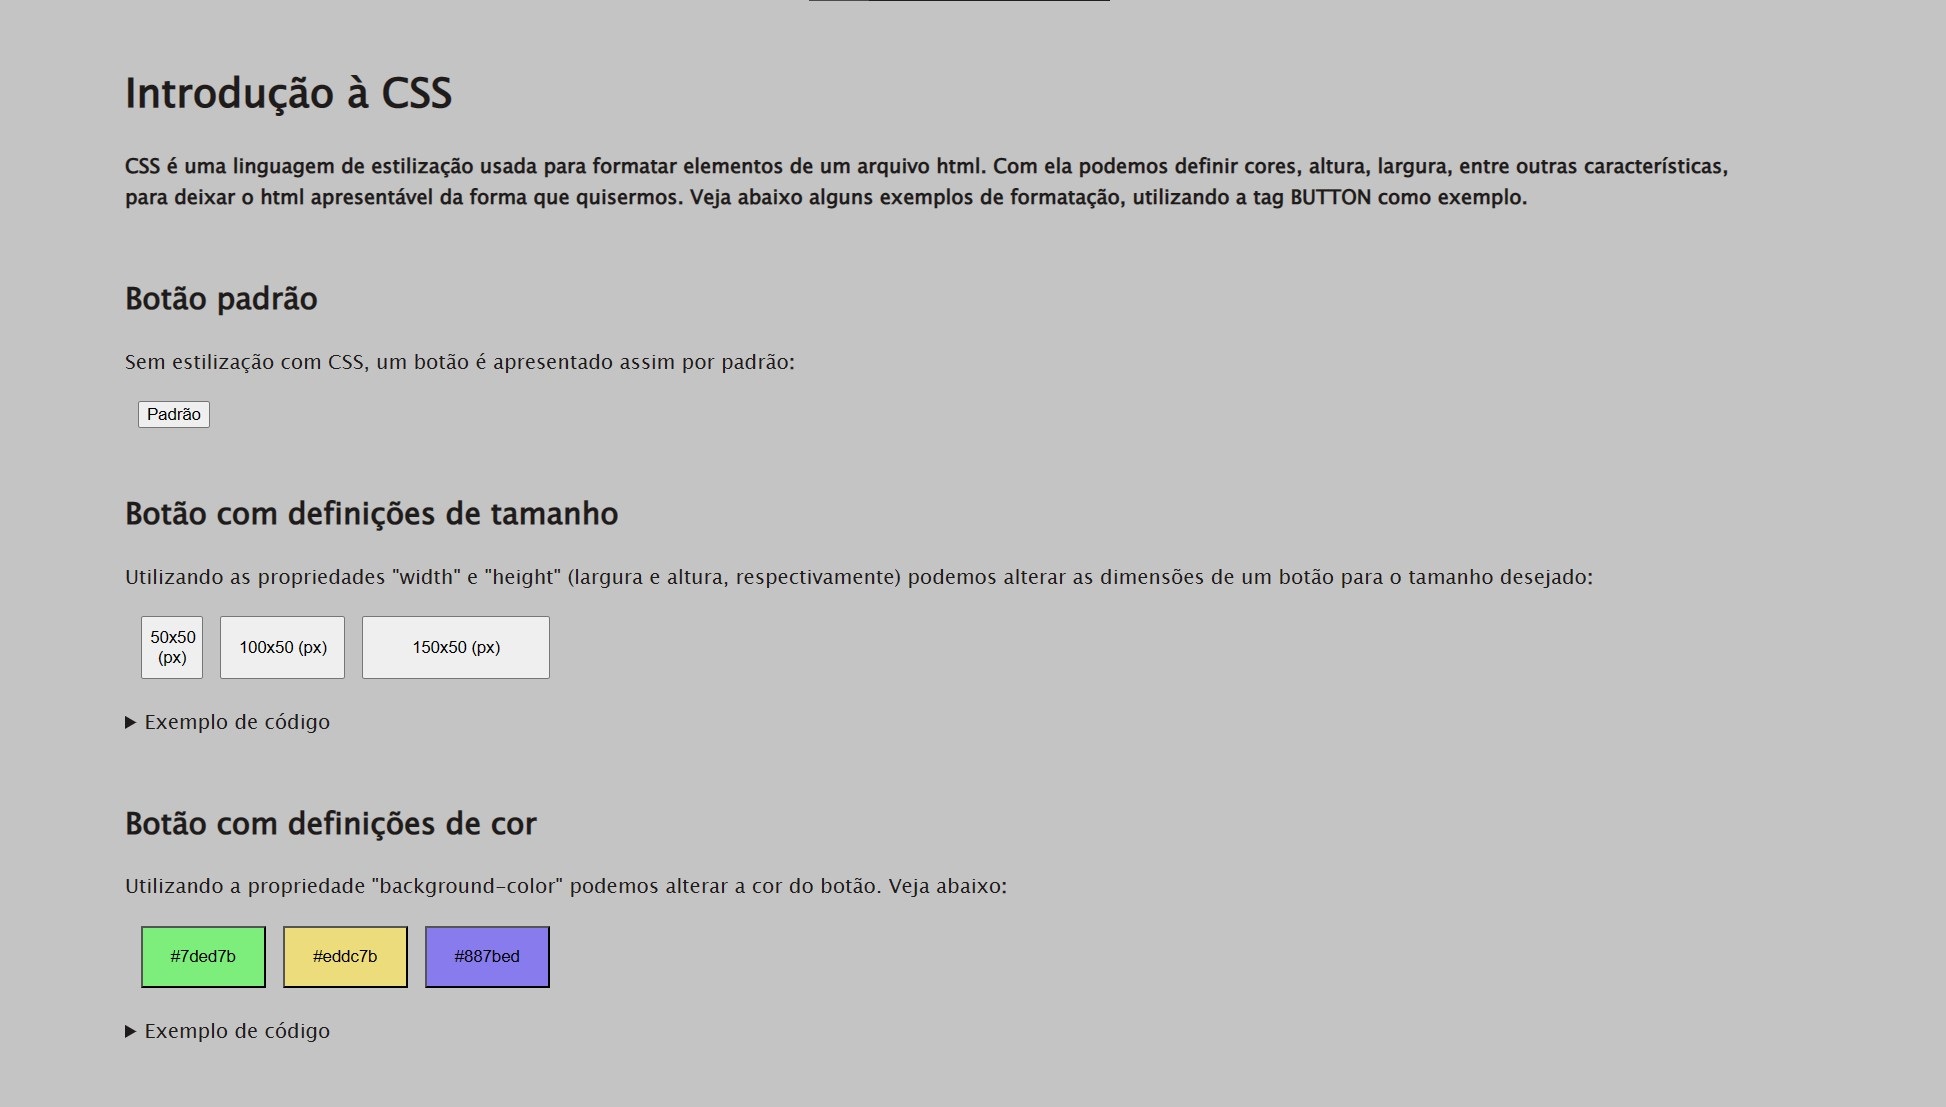 Introdução à CSS
CSS é uma linguagem de estilização usada para formatar elementos de um arquivo html. Com ela podemos definir cores, altura, largura, entre outras características,
para deixar o html apresentável da forma que quisermos. Veja abaixo alguns exemplos de formatação, utilizando a tag BUTTON como exemplo.
Botão padrão
Sem estilização com CSS, um botão é apresentado assim por padrão:
Padrão
Botão com definições de tamanho
Utilizando as propriedades "width" e "height" (largura e altura, respectivamente) podemos alterar as dimensões de um botão para o tamanho desejado:
50x50
(px)
100x50 (px)
150x50 (px)
Exemplo de código
Botão com definições de cor
Utilizando a propriedade "background-color" podemos alterar a cor do botão. Veja abaixo:
#7ded7b
#eddc7b
#887bed
Exemplo de código